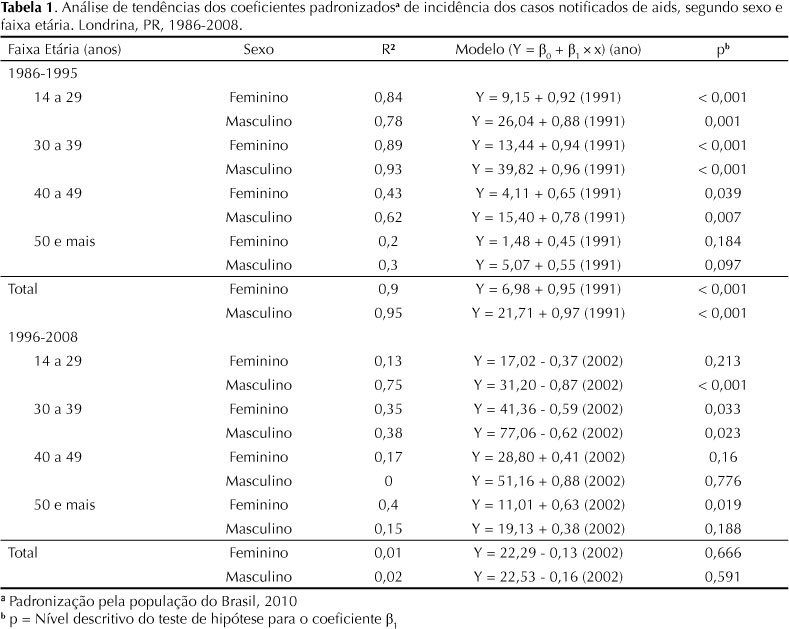 Tabela 1. Análise de tendências dos coeficientes padronizadosª de incidência dos casos notificados de aids, segundo sexo e
faixa etária. Londrina, PR, 1986-2008.
Faixa Etária (anos) Sexo R² Modelo (Y = β₀ + β₁ × x) (ano) pᵇ
1986-1995
14 a 29 Feminino 0,84 Y = 9,15 + 0,92 (1991) < 0,001
Masculino 0,78 Y = 26,04 + 0,88 (1991) 0,001
30 a 39 Feminino 0,89 Y = 13,44 + 0,94 (1991) < 0,001
Masculino 0,93 Y = 39,82 + 0,96 (1991) < 0,001
40 a 49 Feminino 0,43 Y = 4,11 + 0,65 (1991) 0,039
Masculino 0,62 Y = 15,40 + 0,78 (1991) 0,007
50 e mais Feminino 0,2 Y = 1,48 + 0,45 (1991) 0,184
Masculino 0,3 Y = 5,07 + 0,55 (1991) 0,097
Total Feminino 0,9 Y = 6,98 + 0,95 (1991) < 0,001
Masculino 0,95 Y = 21,71 + 0,97 (1991) < 0,001
1996-2008
14 a 29 Feminino 0,13 Y = 17,02 - 0,37 (2002) 0,213
Masculino 0,75 Y = 31,20 - 0,87 (2002) < 0,001
30 a 39 Feminino 0,35 Y = 41,36 - 0,59 (2002) 0,033
Masculino 0,38 Y = 77,06 - 0,62 (2002) 0,023
40 a 49 Feminino 0,17 Y = 28,80 + 0,41 (2002) 0,16
Masculino 0 Y = 51,16 + 0,88 (2002) 0,776
50 e mais Feminino 0,4 Y = 11,01 + 0,63 (2002) 0,019
Masculino 0,15 Y = 19,13 + 0,38 (2002) 0,188
Total Feminino 0,01 Y = 22,29 - 0,13 (2002) 0,666
Masculino 0,02 Y = 22,53 - 0,16 (2002) 0,591
ª Padronização pela população do Brasil, 2010
ᵇ p = Nível descritivo do teste de hipótese para o coeficiente β₁